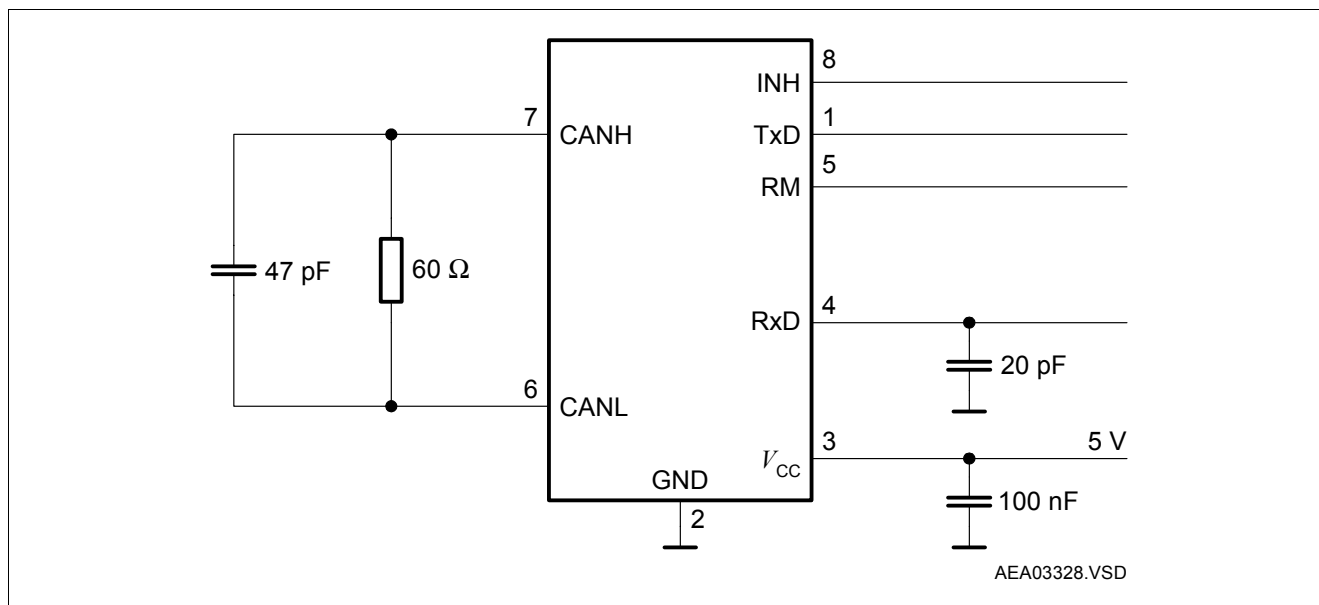 8
INH
1
7
CANH
TxD
5
RM
47 pF
60 Ω
4
RxD
20 pF
6
CANL
3
5 V
VCC
GND
100 nF
2
AEA03328.VSD